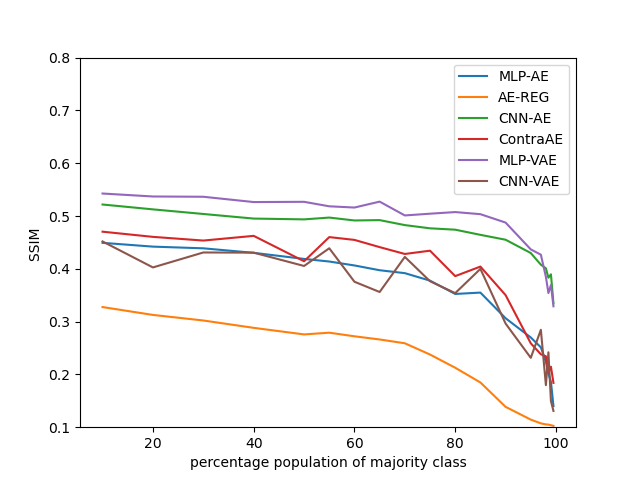 0.8
0.7
0.6
0.5
0.4
0.3
0.2
0.1
SSIM
MLP-AE
AE-REG
CNN-AE
ContraAE
MLP-VAE
CNN-VAE
20 40 60 80 100
percentage population of majority class